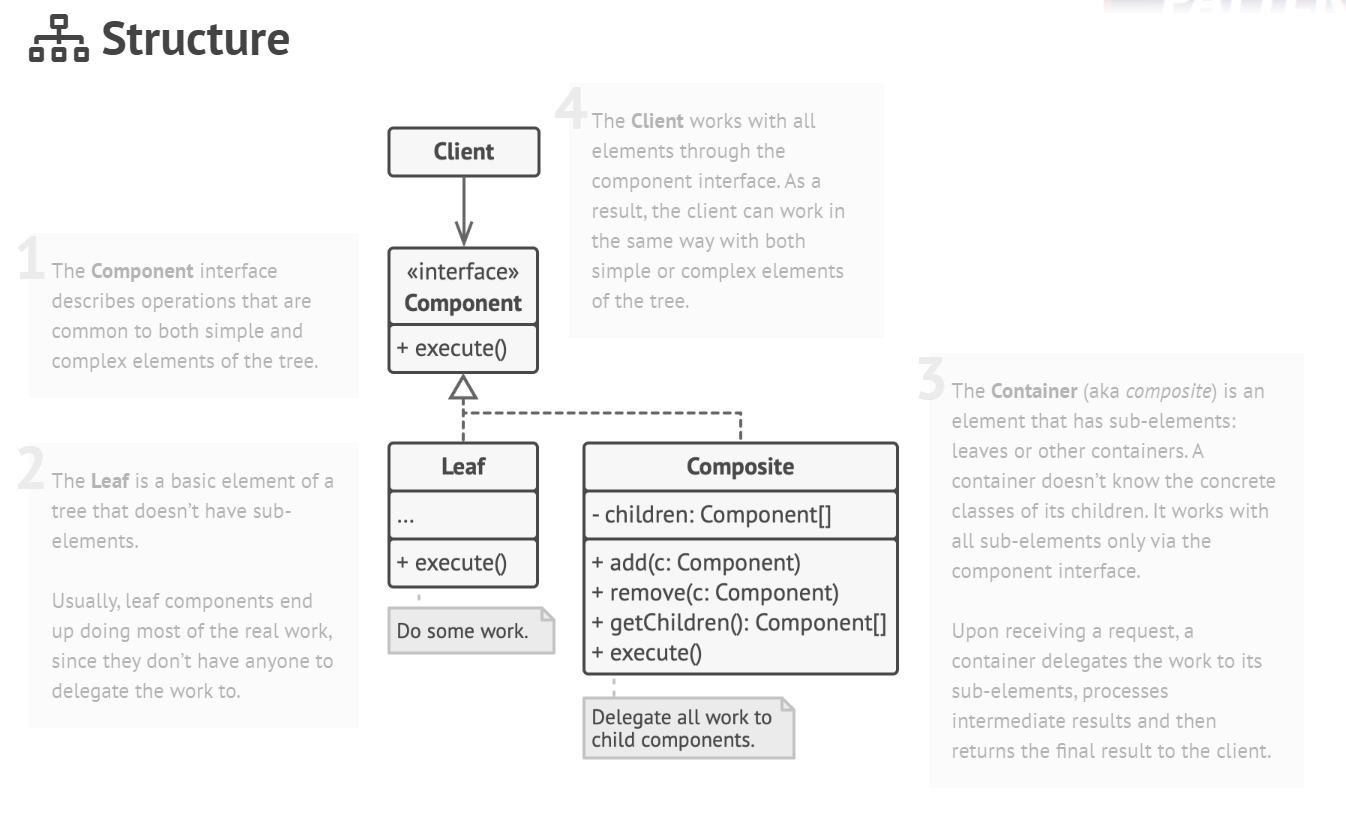 Structure
4
The Client works with all
elements through the
component interface. As a
result, the client can work in
the same way with both
simple or complex elements
of the tree.
Client
1
The Component interface
describes operations that are
common to both simple and
complex elements of the tree.
«interface»
Component
+ execute()
2
The Leaf is a basic element of a
tree that doesn’t have sub-
elements.
Usually, leaf components end
up doing most of the real work,
since they don’t have anyone to
delegate the work to.
Leaf
...
+ execute()
Do some work.
Composite
- children: Component[]
+ add(c: Component)
+ remove(c: Component)
+ getChildren(): Component[]
+ execute()
Delegate all work to
child components.
3
The Container (aka composite) is an
element that has sub-elements:
leaves or other containers. A
container doesn’t know the concrete
classes of its children. It works with
all sub-elements only via the
component interface.
Upon receiving a request, a
container delegates the work to its
sub-elements, processes
intermediate results and then
returns the final result to the client.